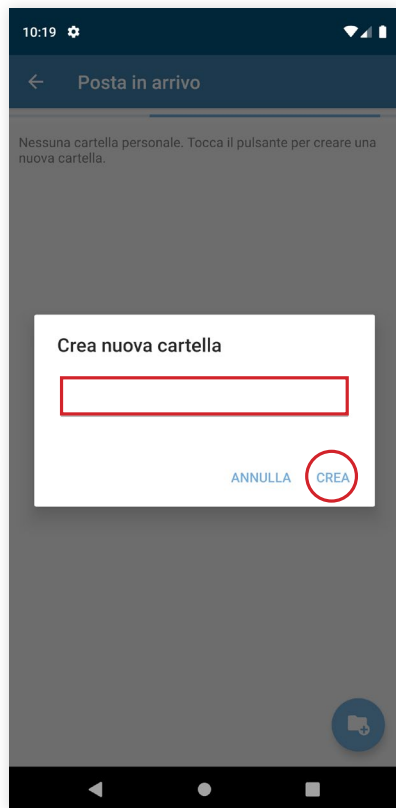 10:19
Posta in arrivo
Nessuna cartella personale. Tocca il pulsante per creare una
nuova cartella.
Crea nuova cartella
ANNULLA CREA